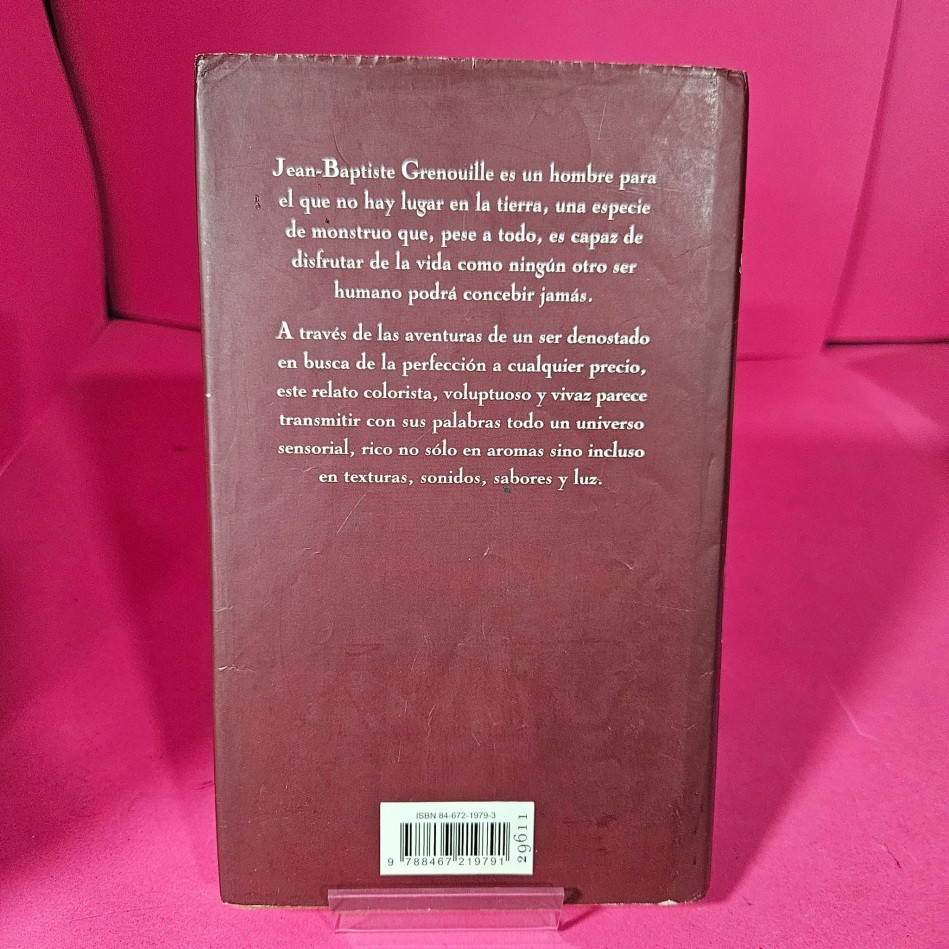 Jean-Baptiste Grenouille es un hombre para
el que no hay lugar en la tierra, una especie
de monstruo que, pese a todo, es capaz de
disfrutar de la vida como ningún otro ser
humano podrá concebir jamás.
A través de las aventuras de un ser denostado
en busca de la perfección a cualquier precio,
este relato colorista, voluptuoso y vivaz parece
transmitir con sus palabras todo un universo
sensorial, rico no sólo en aromas sino incluso
en texturas, sonidos, sabores y luz.
ISBN 84-672-1979-3
9 788467 219791
29611